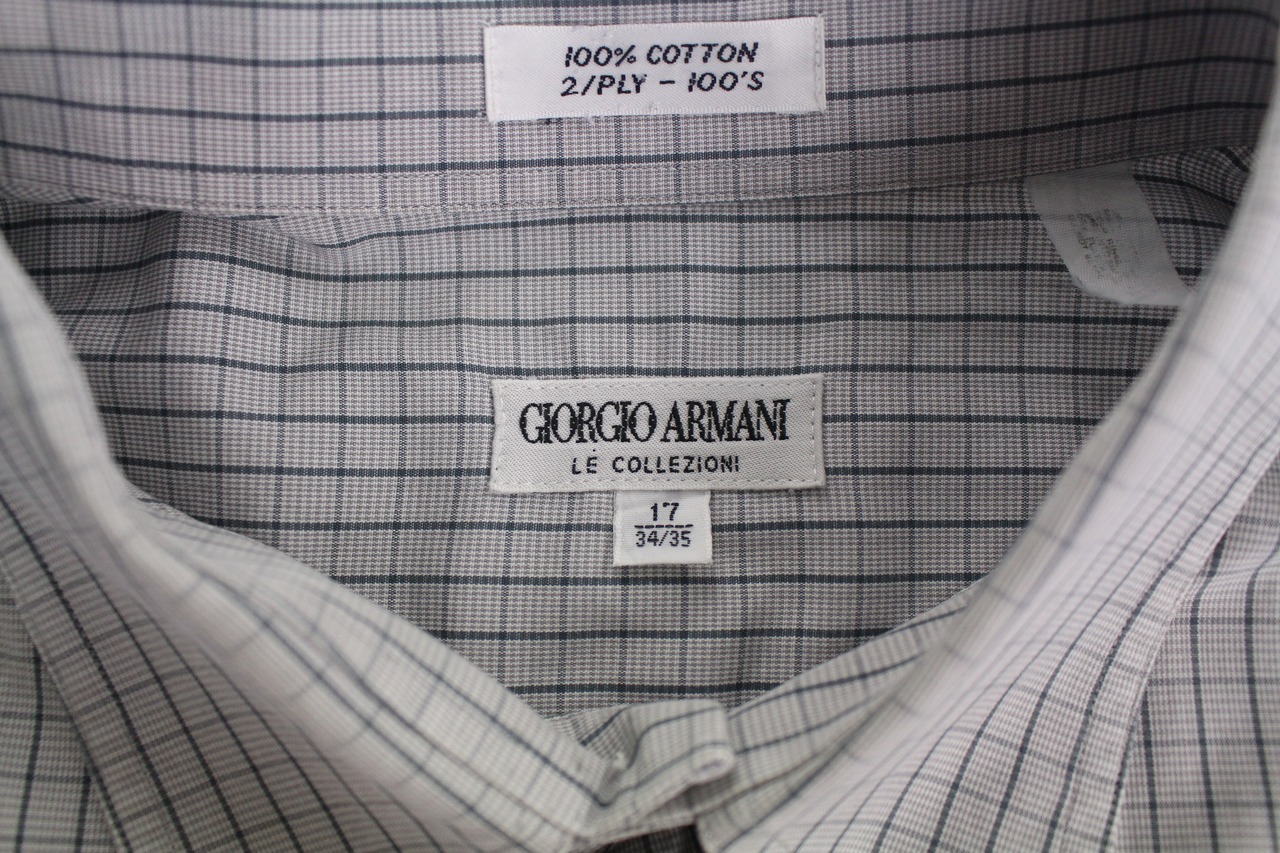 100% COTTON
2/PLY - 100'S
GIORGIO ARMANI
LE COLLEZIONI
17
34/35